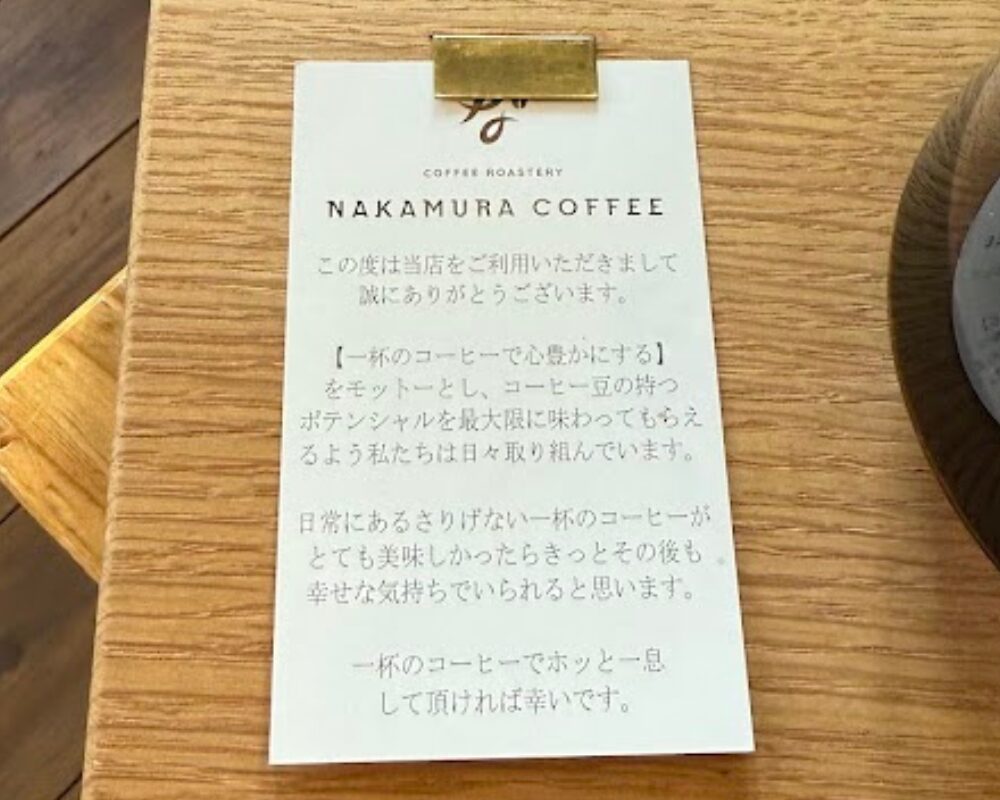 COFFEE ROASTERY
NAKAMURA COFFEE
この度は当店をご利用いただきまして
誠にありがとうございます。
【一杯のコーヒーで心豊かにする】
をモットーとし、コーヒー豆の持つ
ポテンシャルを最大限に味わってもらえ
るよう私たちは日々取り組んでいます。
日常にあるさりげない一杯のコーヒーが
とても美味しかったらきっとその後も
幸せな気持ちでいられると思います。
一杯のコーヒーでホッと一息
して頂ければ幸いです。